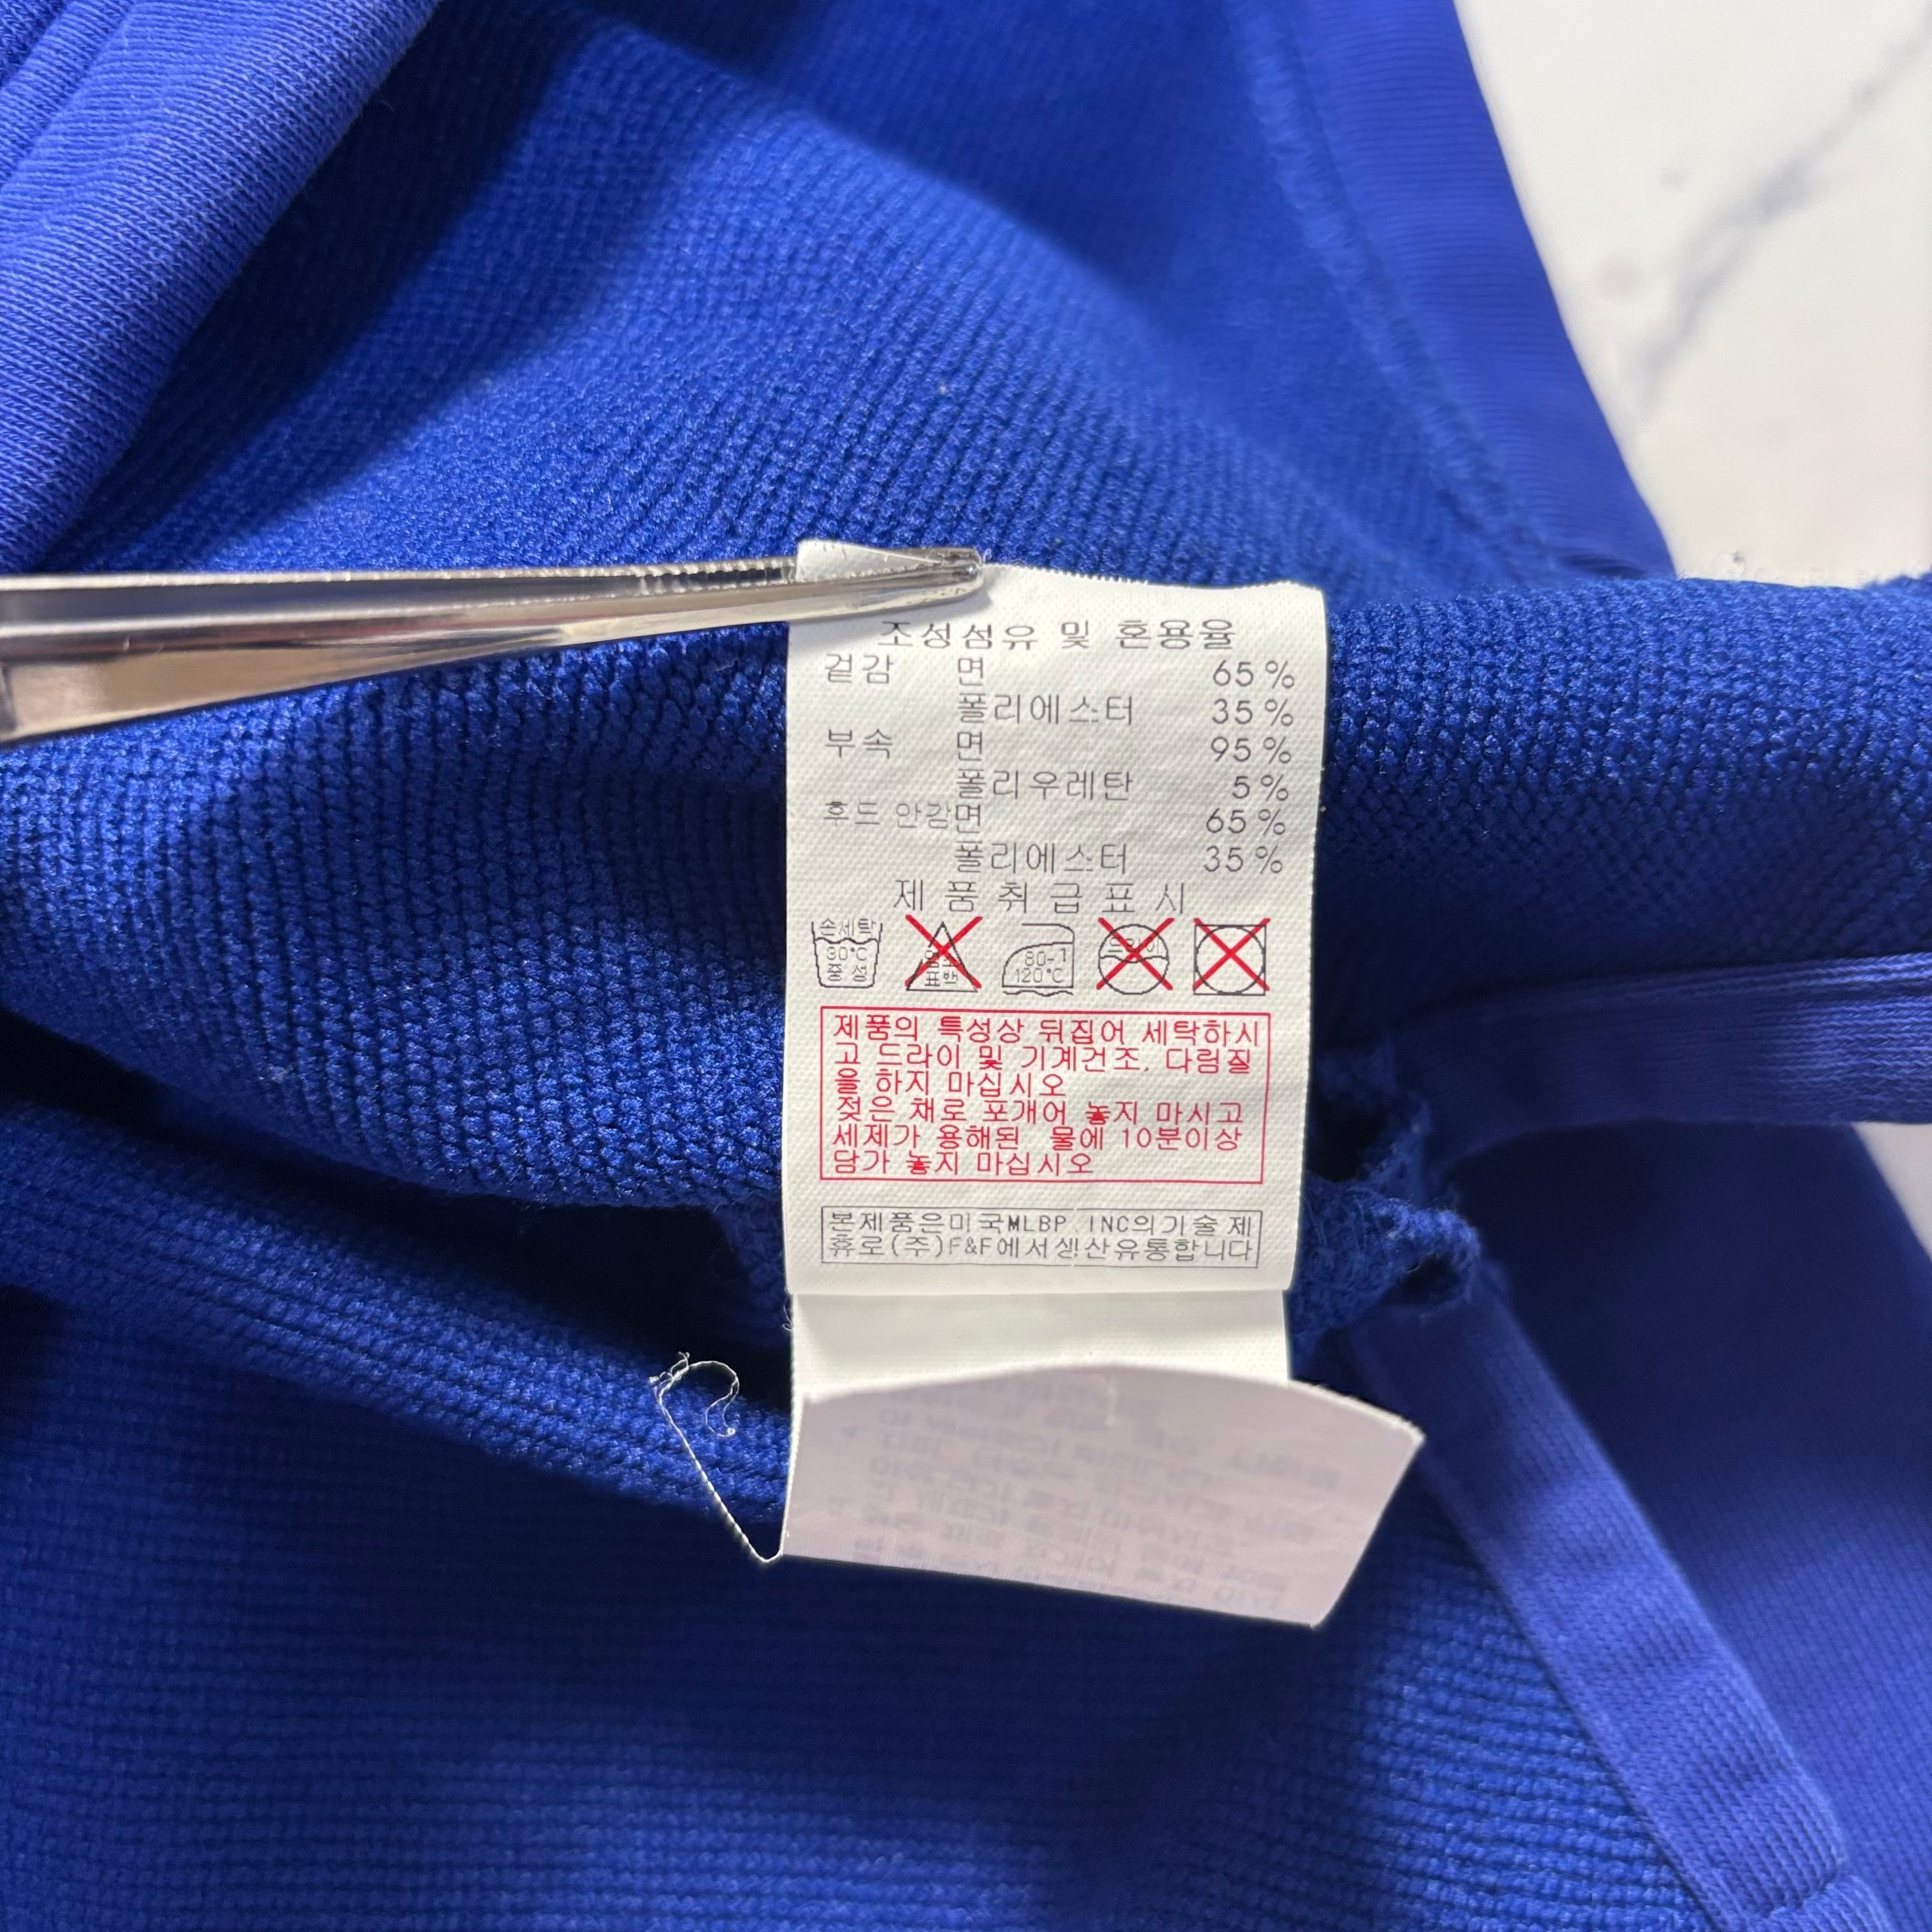 조성섬유 및 혼용율
겉감 면 65%
폴리에스터 35%
부속 면 95%
폴리우레탄 5%
후드 안감면 65%
폴리에스터 35%
제품취급표시
손세탁 30°C 중성
염소 표백
80-120°C
드라이
제품의 특성상 뒤집어 세탁하시
고 드라이 및 기계건조, 다림질
을 하지 마십시오
젖은 채로 포개어 놓지 마시고
세제가 용해된 물에 10분이상
담가 놓지 마십시오
본제품은미국MLBP.INC의기술제
휴로(주)F&F에서생산유통합니다